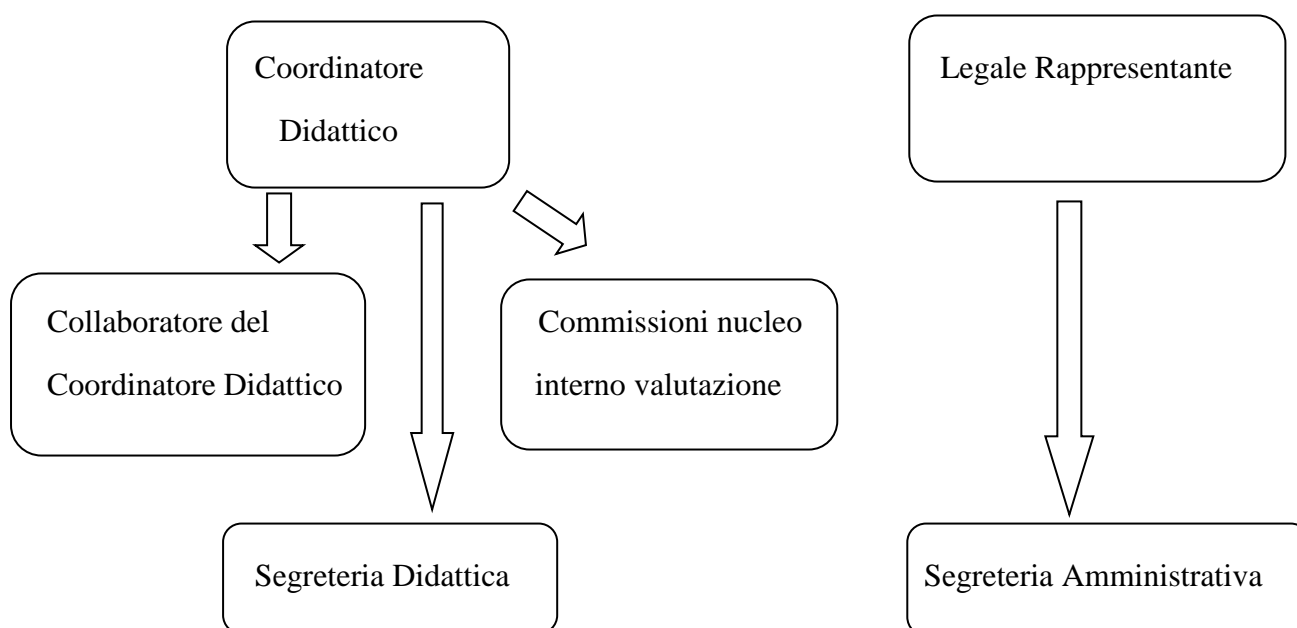 Coordinatore
Didattico
Legale Rappresentante
Collaboratore del
Coordinatore Didattico
Commissioni nucleo
interno valutazione
Segreteria Didattica
Segreteria Amministrativa